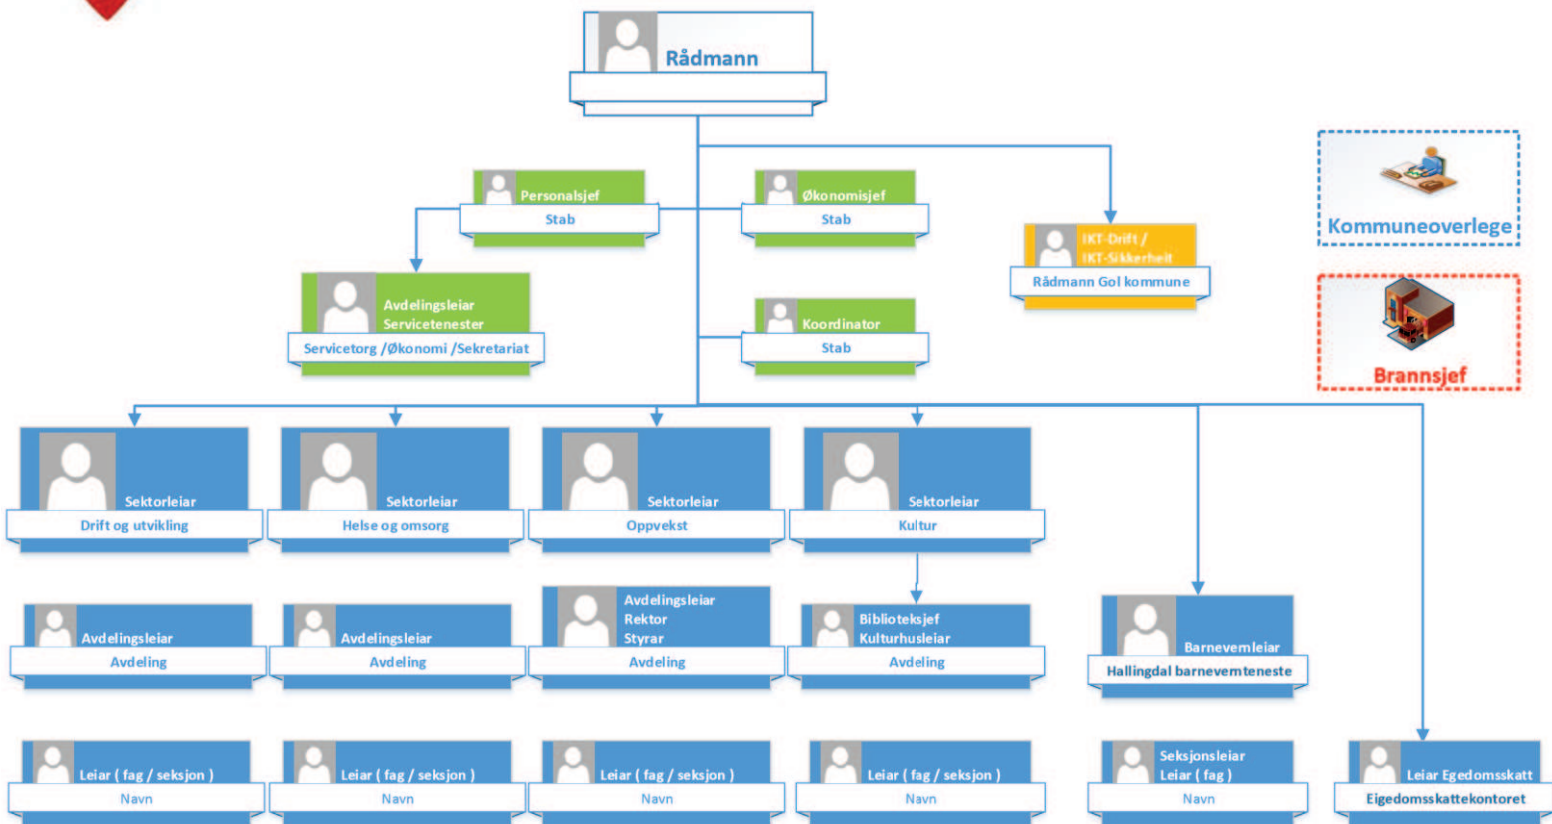 Rådmann
Personalsjef
Stab
Økonomisjef
Stab
IKT-Drift /
IKT-Sikkerheit
Rådmann Gol kommune
Kommuneoverlege
Avdelingsleiar
Servicetenester
Servicetorg /Økonomi /Sekretariat
Koordinator
Stab
Brannsjef
Sektorleiar
Drift og utvikling
Sektorleiar
Helse og omsorg
Sektorleiar
Oppvekst
Sektorleiar
Kultur
Avdelingsleiar
Avdeling
Avdelingsleiar
Avdeling
Avdelingsleiar
Rektor
Styrar
Avdeling
Biblioteksjef
Kulturhusleiar
Avdeling
Barnevernleiar
Hallingdal barnevernteneste
Leiar ( fag / seksjon )
Navn
Leiar ( fag / seksjon )
Navn
Leiar ( fag / seksjon )
Navn
Leiar ( fag / seksjon )
Navn
Seksjonsleiar
Leiar ( fag )
Navn
Leiar Egedomsskatt
Eigedomsskattekontoret